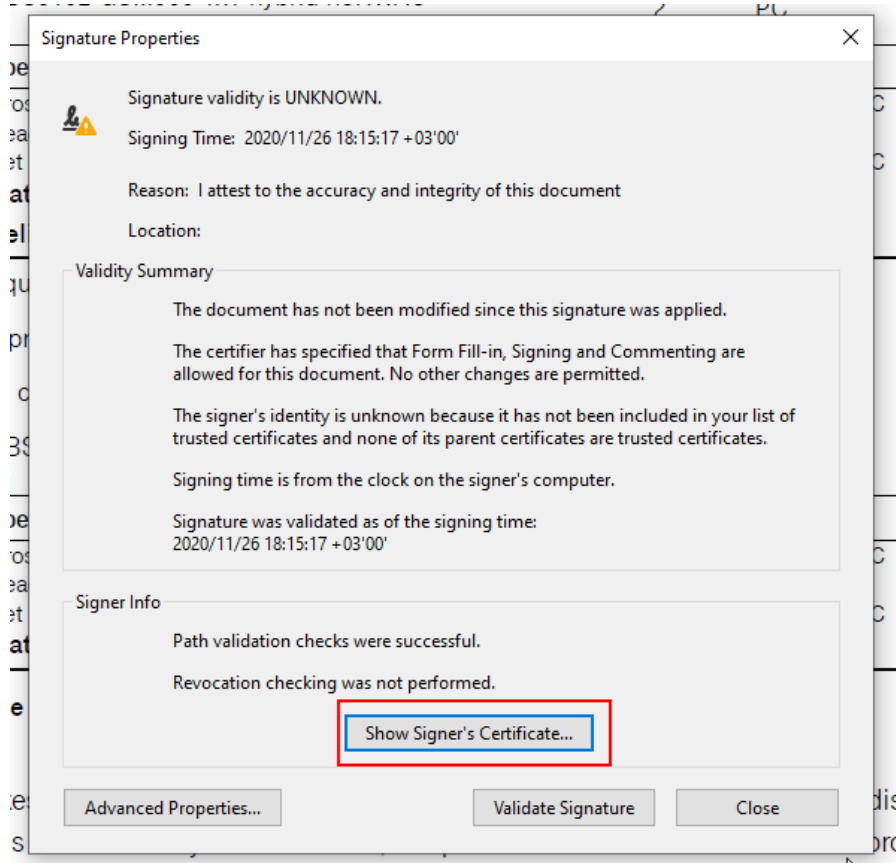 Signature Properties
Signature validity is UNKNOWN.
Signing Time: 2020/11/26 18:15:17 +03'00'
Reason: I attest to the accuracy and integrity of this document
Location:
Validity Summary
The document has not been modified since this signature was applied.
The certifier has specified that Form Fill-in, Signing and Commenting are
allowed for this document. No other changes are permitted.
The signer's identity is unknown because it has not been included in your list of
trusted certificates and none of its parent certificates are trusted certificates.
Signing time is from the clock on the signer's computer.
Signature was validated as of the signing time:
2020/11/26 18:15:17 +03'00'
Signer Info
Path validation checks were successful.
Revocation checking was not performed.
Show Signer's Certificate...
Advanced Properties...
Validate Signature
Close